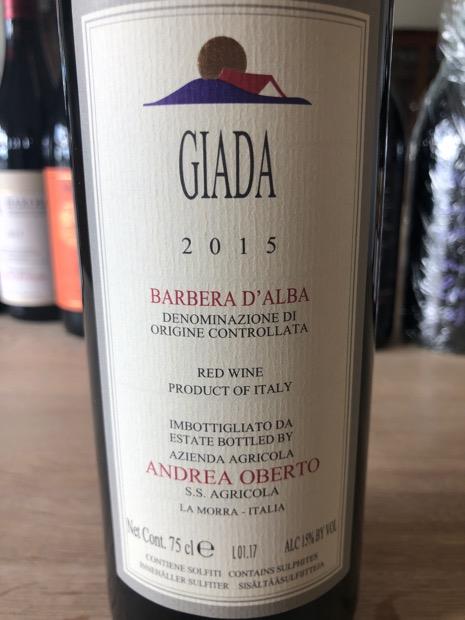 GIADA
2015
BARBERA D'ALBA
DENOMINAZIONE DI
ORIGINE CONTROLLATA
RED WINE
PRODUCT OF ITALY
IMBOTTIGLIATO DA
ESTATE BOTTLED BY
AZIENDA AGRICOLA
ANDREA OBERTO
S.S. AGRICOLA
LA MORRA - ITALIA
Net Cont. 75 cl ℮ L01.17 ALC 15% BY VOL
CONTIENE SOLFITI CONTAINS SULPHITES
INNEHÅLLER SULFITER SISÄLTÄÄ SULFIITTEJA